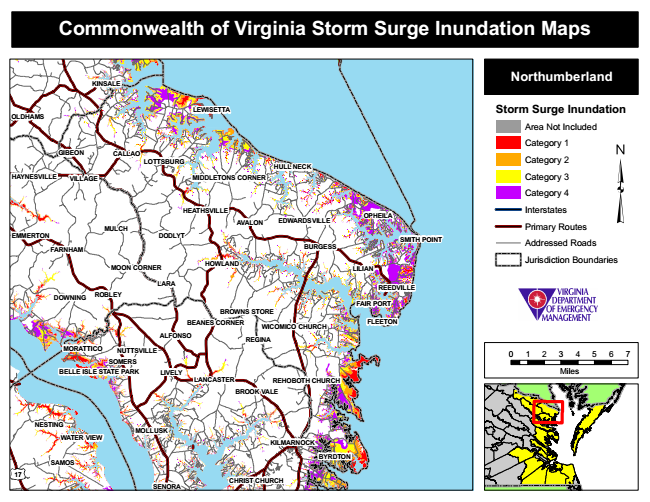 Commonwealth of Virginia Storm Surge Inundation Maps
KINSALE
LEWISETTA
OLDHAMS
GIBEON
CALLAO
LOTTSBURG
HULL NECK
HAYNESVILLE
VILLAGE
MIDDLETONS CORNER
HEATHSVILLE
AVALON
EDWARDSVILLE
OPHELIA
EMMERTON
MULCH
DODLYT
BURGESS
SMITH POINT
FARNHAM
MOON CORNER
HOWLAND
LILIAN
LARA
REEDVILLE
DOWNING
ROBLEY
FAIR PORT
BROWNS STORE
FLEETON
BEANES CORNER
WICOMICO CHURCH
ALFONSO
REGINA
MORATTICO
NUTTSVILLE
SOMERS
BELLE ISLE STATE PARK
LIVELY
LANCASTER
REHOBOTH CHURCH
BROOK VALE
NESTING
WATER VIEW
MOLLUSK
KILMARNOCK
SAMOS
BYRDTON
17
SENORA
CHRIST CHURCH
Northumberland
Storm Surge Inundation
Area Not Included
Category 1
Category 2
Category 3
Category 4
Interstates
Primary Routes
Addressed Roads
Jurisdiction Boundaries
N
VIRGINIA
DEPARTMENT
OF EMERGENCY
MANAGEMENT
0 1 2 3 4 5 6 7
Miles